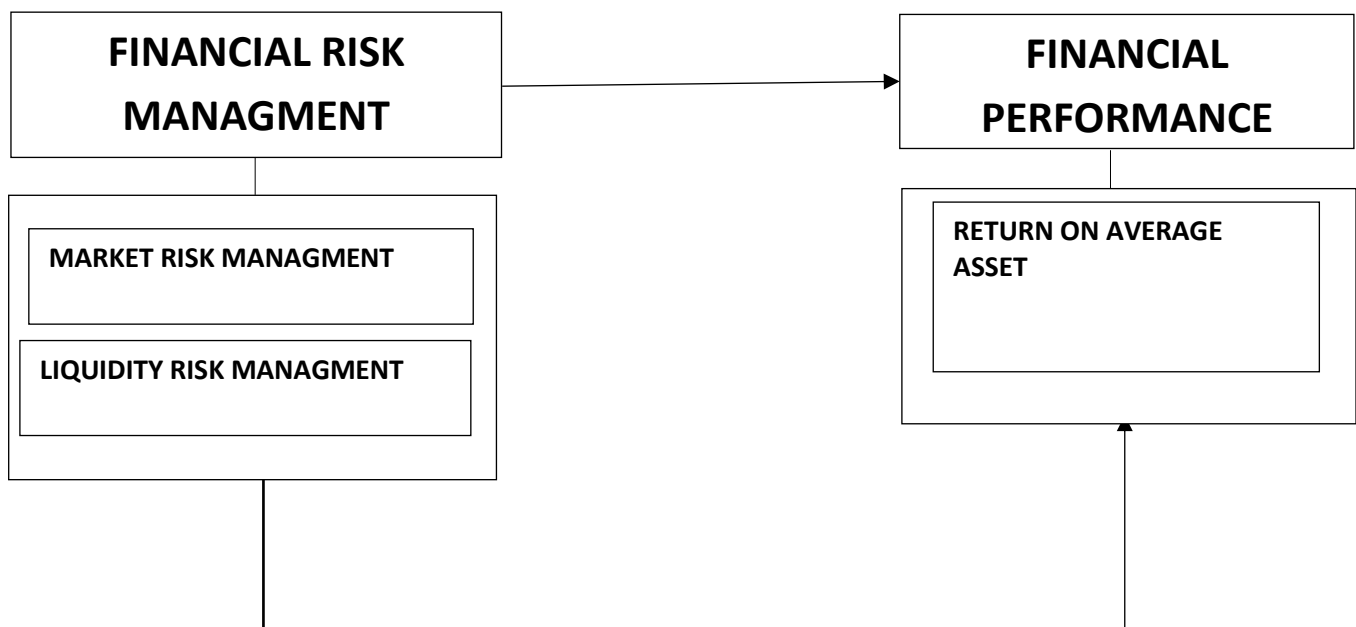 FINANCIAL RISK
MANAGMENT
FINANCIAL
PERFORMANCE
MARKET RISK MANAGMENT
LIQUIDITY RISK MANAGMENT
RETURN ON AVERAGE
ASSET